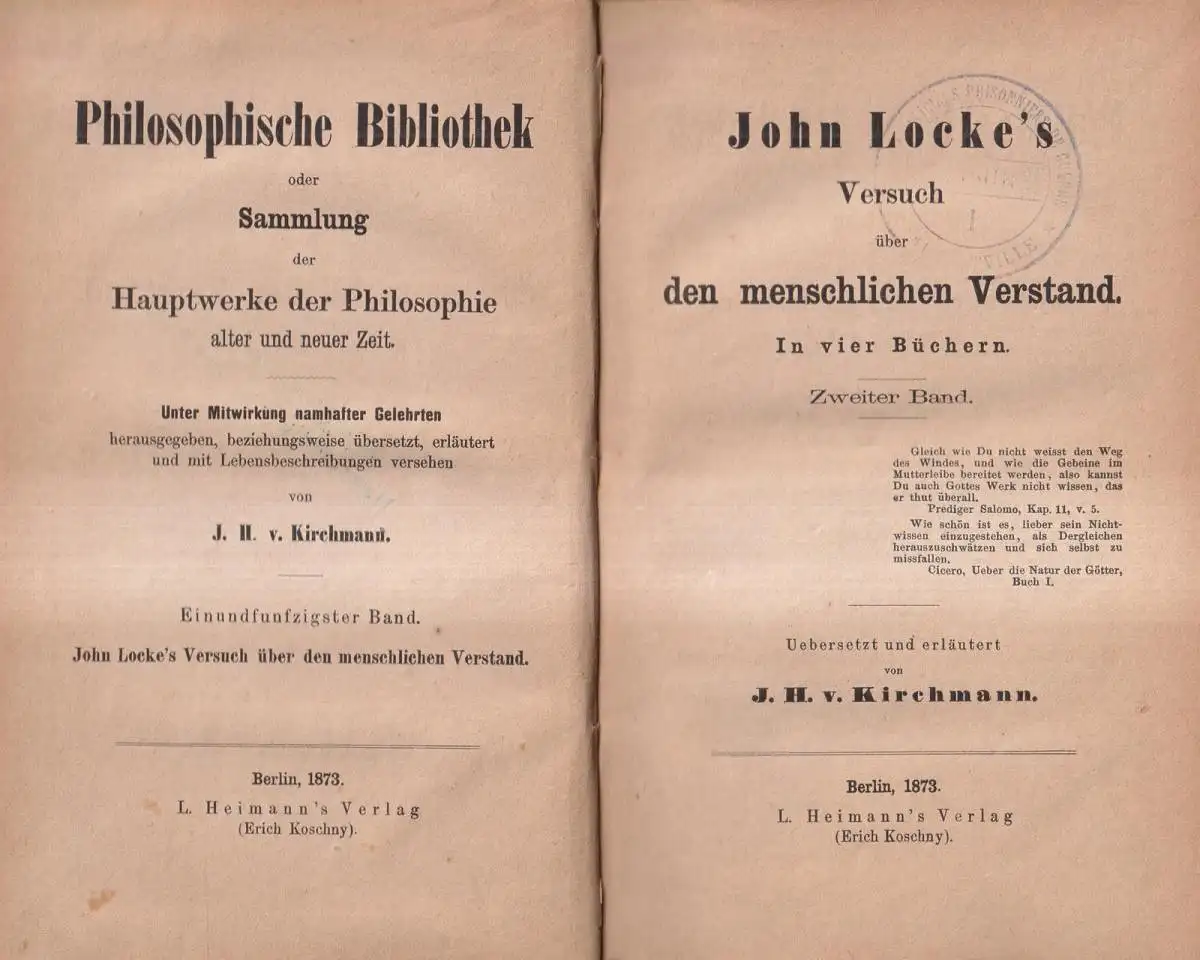 Philosophische Bibliothek
oder
Sammlung
der
Hauptwerke der Philosophie
alter und neuer Zeit.
Unter Mitwirkung namhafter Gelehrten
herausgegeben, beziehungsweise übersetzt, erläutert
und mit Lebensbeschreibungen versehen
von
J. H. v. Kirchmann.
Einundfunfzigster Band.
John Locke's Versuch über den menschlichen Verstand.
Berlin, 1873.
L. Heimann's Verlag
(Erich Koschny).
John Locke's
Versuch
über
den menschlichen Verstand.
In vier Büchern.
Zweiter Band.
Gleich wie Du nicht weisst den Weg
des Windes, und wie die Gebeine im
Mutterleibe bereitet werden, also kannst
Du auch Gottes Werk nicht wissen, das
er thut überall.
Prediger Salomo, Kap. 11, v. 5.
Wie schön ist es, lieber sein Nicht-
wissen einzugestehen, als Dergleichen
herauszuschwätzen und sich selbst zu
missfallen.
Cicero, Ueber die Natur der Götter,
Buch I.
Uebersetzt und erläutert
von
J. H. v. Kirchmann.
Berlin, 1873.
L. Heimann's Verlag
(Erich Koschny).